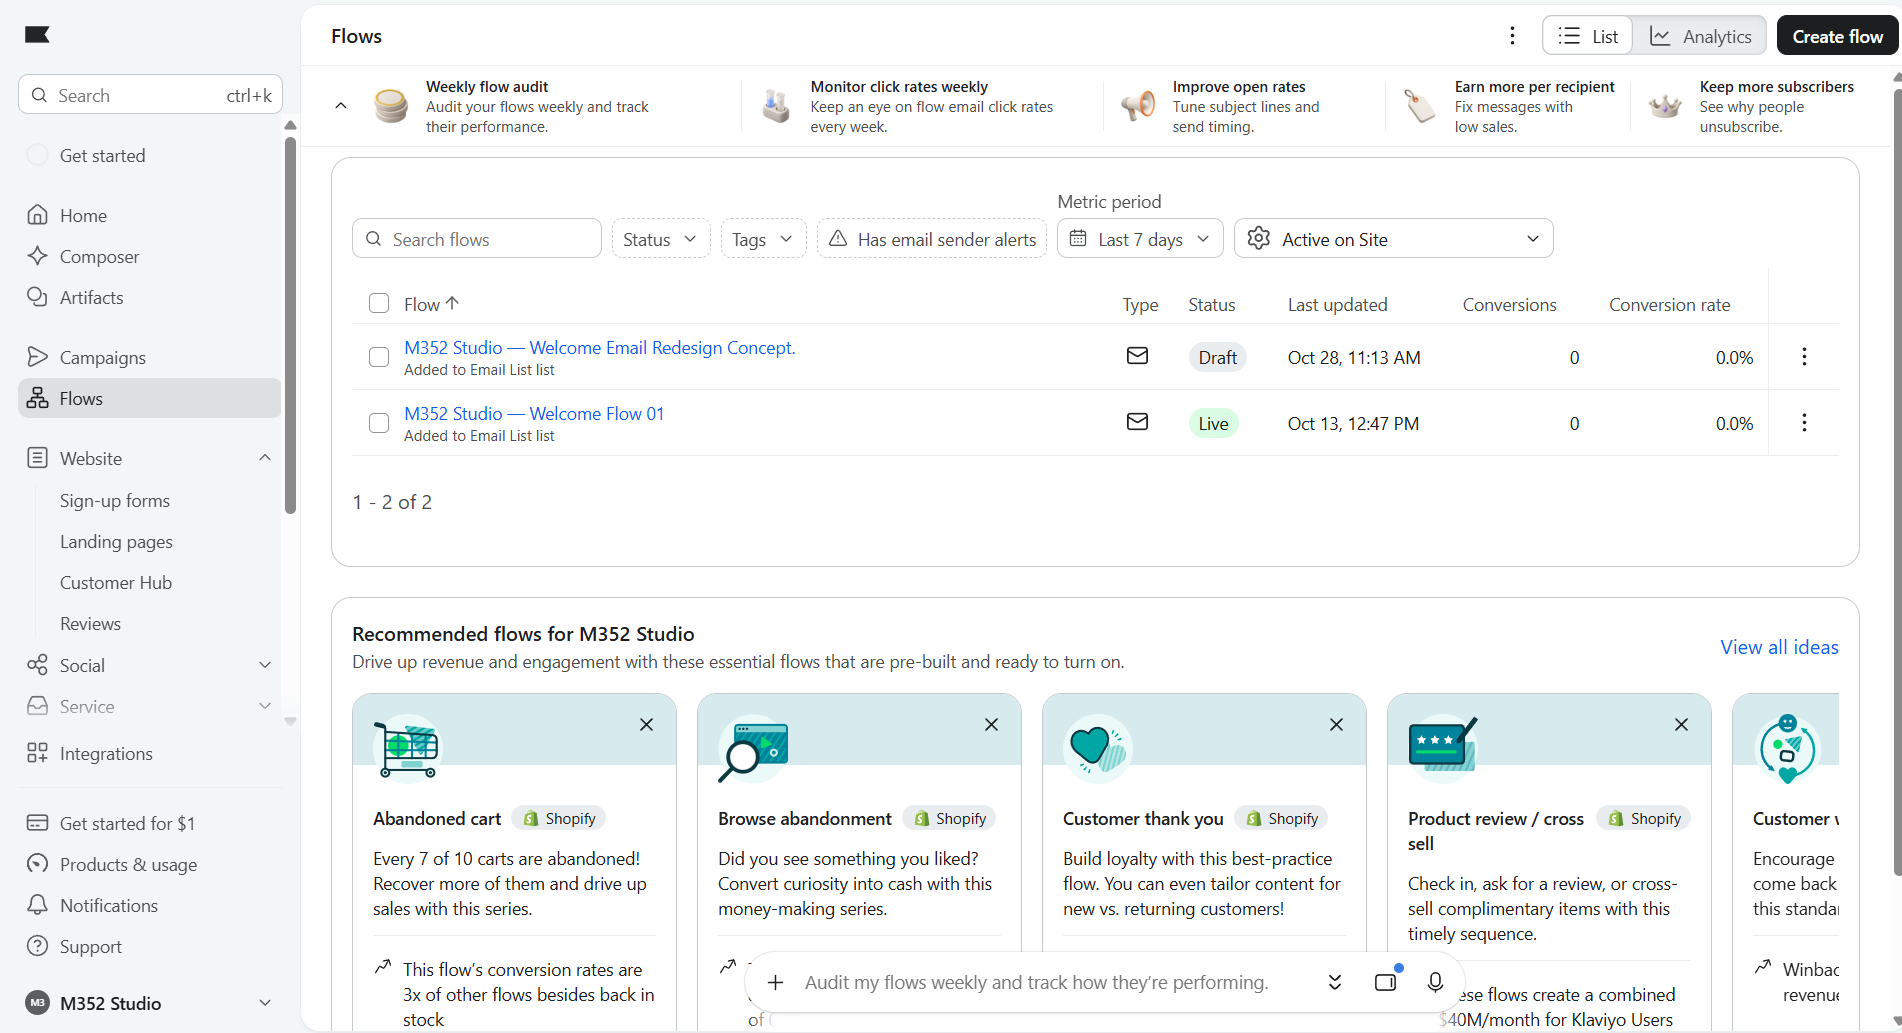 Flows
List
Analytics
Create flow
Search
ctrl+k
Get started
Home
Composer
Artifacts
Campaigns
Flows
Website
Sign-up forms
Landing pages
Customer Hub
Reviews
Social
Service
Integrations
Get started for $1
Products & usage
Notifications
Support
M3
M352 Studio
Weekly flow audit
Audit your flows weekly and track
their performance.
Monitor click rates weekly
Keep an eye on flow email click rates
every week.
Improve open rates
Tune subject lines and
send timing.
Earn more per recipient
Fix messages with
low sales.
Keep more subscribers
See why people
unsubscribe.
Metric period
Search flows
Status
Tags
Has email sender alerts
Last 7 days
Active on Site
Flow
Type
Status
Last updated
Conversions
Conversion rate
M352 Studio — Welcome Email Redesign Concept.
Added to Email List list
Draft
Oct 28, 11:13 AM
0
0.0%
M352 Studio — Welcome Flow 01
Added to Email List list
Live
Oct 13, 12:47 PM
0
0.0%
1 - 2 of 2
Recommended flows for M352 Studio
Drive up revenue and engagement with these essential flows that are pre-built and ready to turn on.
View all ideas
Abandoned cart
Shopify
Every 7 of 10 carts are abandoned!
Recover more of them and drive up
sales with this series.
This flow's conversion rates are
3x of other flows besides back in
stock
Browse abandonment
Shopify
Did you see something you liked?
Convert curiosity into cash with this
money-making series.
of
Customer thank you
Shopify
Build loyalty with this best-practice
flow. You can even tailor content for
new vs. returning customers!
Product review / cross
sell
Shopify
Check in, ask for a review, or cross-
sell complimentary items with this
timely sequence.
ese flows create a combined
$40M/month for Klaviyo Users
Customer
Encourage
come back
this
Audit my flows weekly and track how they're performing.